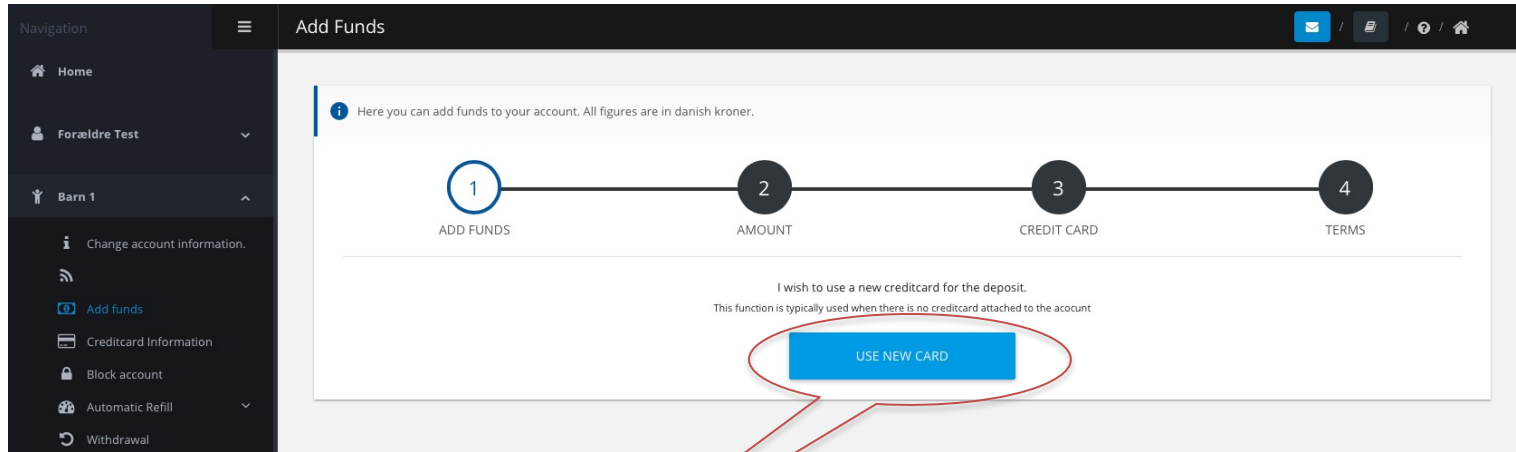 Navigation
Add Funds
/ / /
Home
Here you can add funds to your account. All figures are in danish kroner.
Forældre Test
Barn 1
1 2 3 4
ADD FUNDS AMOUNT CREDIT CARD TERMS
Change account information.
I wish to use a new creditcard for the deposit.
This function is typically used when there is no creditcard attached to the acocunt
Add funds
Creditcard Information
USE NEW CARD
Block account
Automatic Refill
Withdrawal